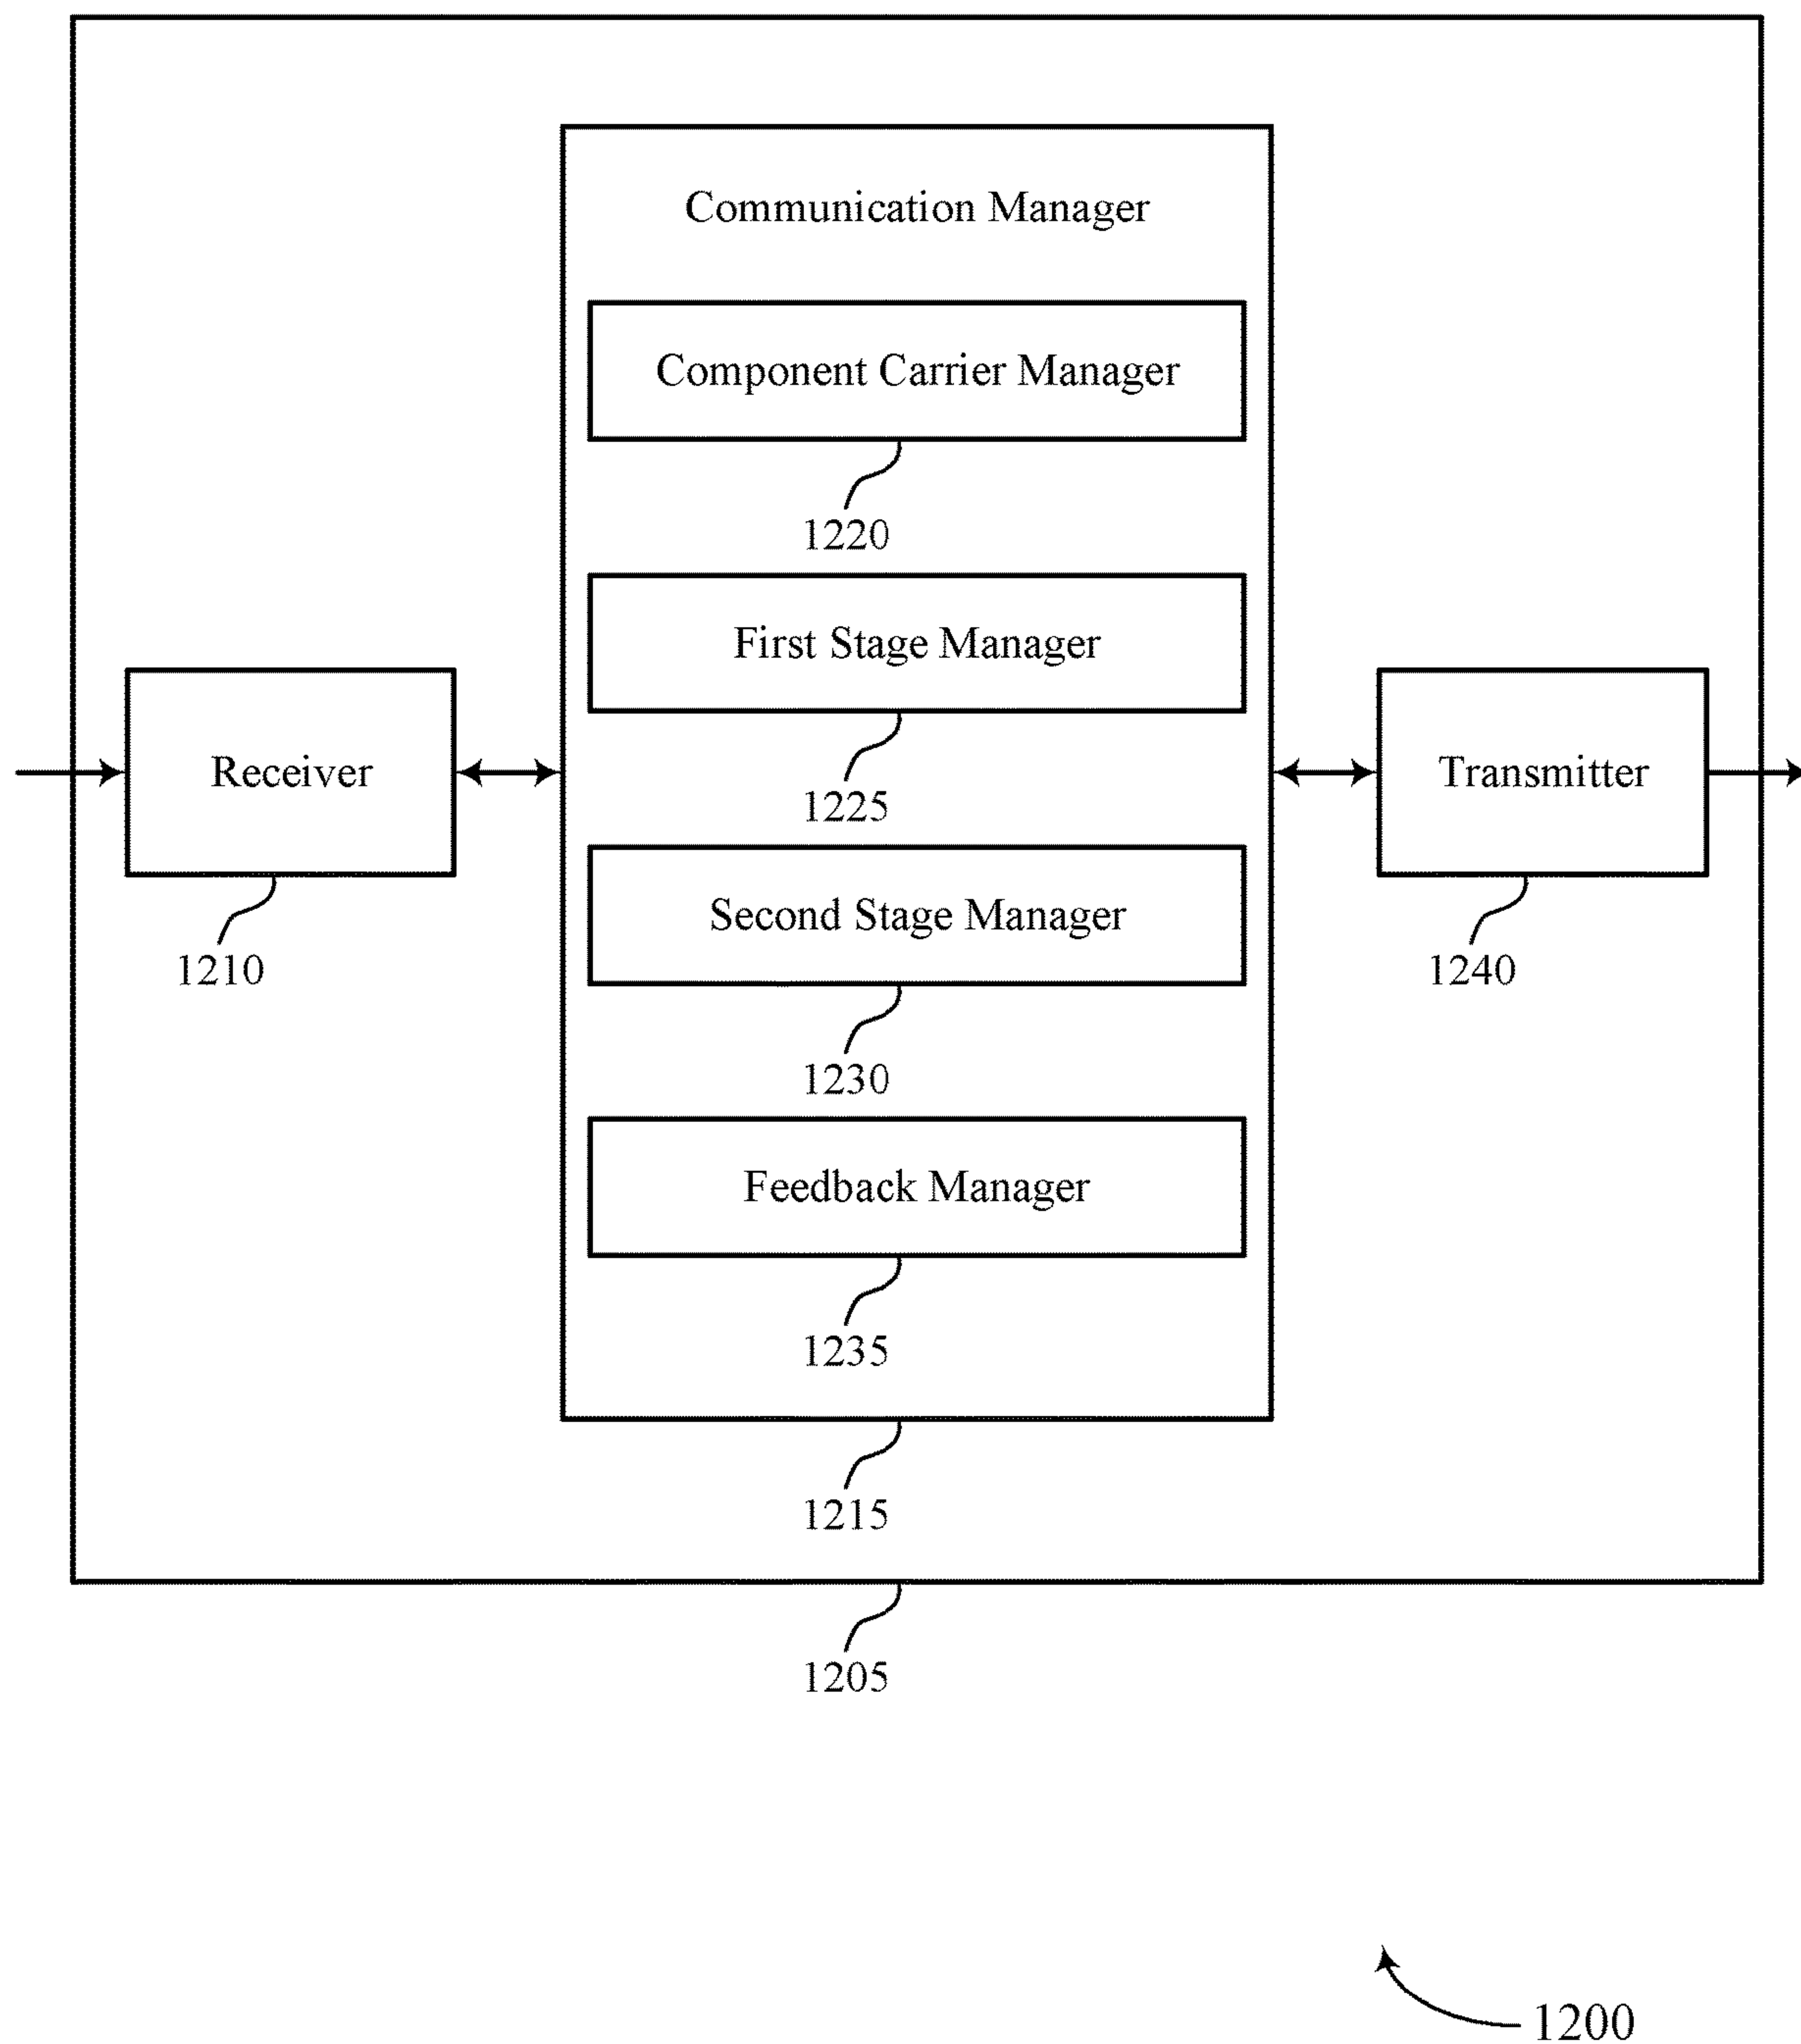 Communication Manager
Component Carrier Manager
1220
First Stage Manager
1225
Receiver
1210
Second Stage Manager
1230
Transmitter
1240
Feedback Manager
1235
1215
1205
1200